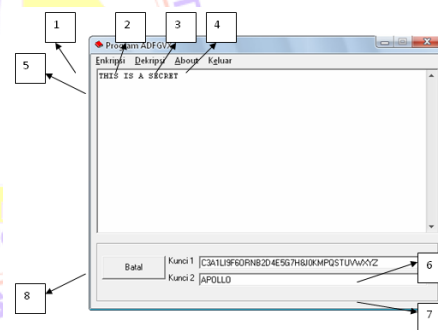 1 2 3 4
Program ADFGVX
5
Enkripsi Dekripsi About Keluar
THIS IS A SECRET
Kunci 1 C3A1LI9F6ORNB2D4E5G7H8J0KMPQSTUVWXYZ
6
Batal
Kunci 2 APOLLO
8
7